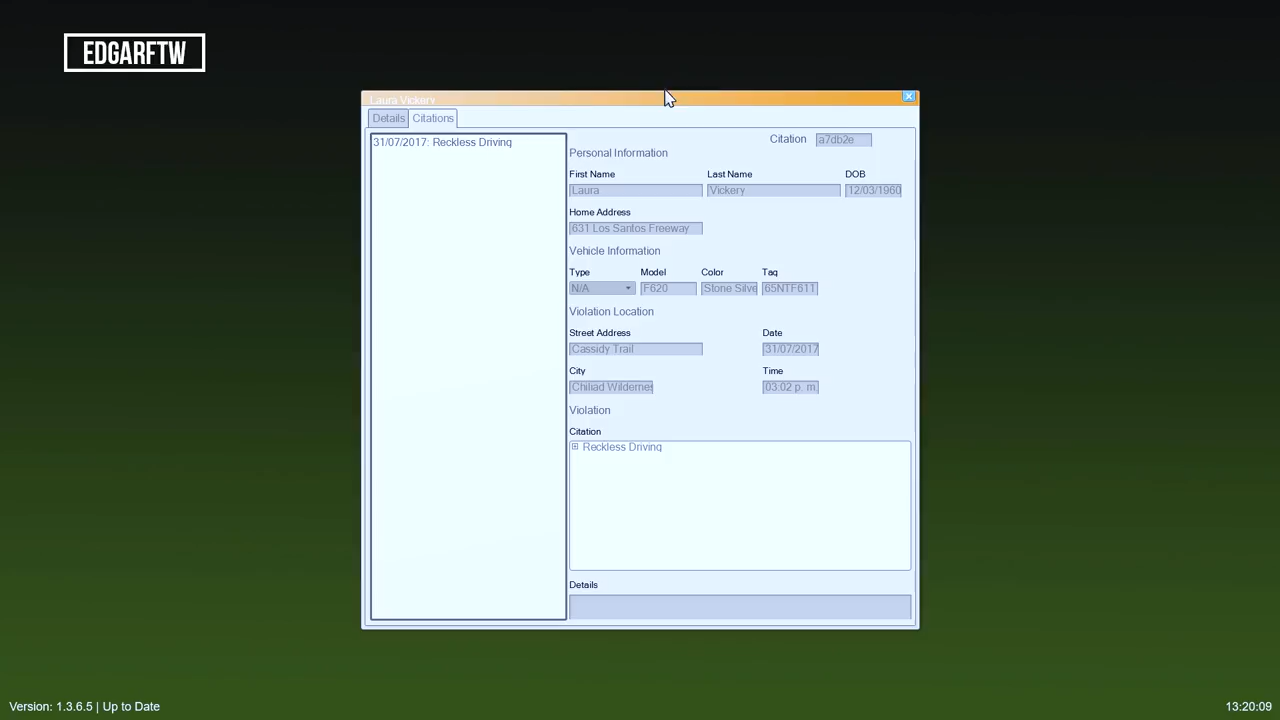 EDGARFTW
Laura Vickery
Details Citations
31/07/2017: Reckless Driving
Citation a7db2e
Personal Information
First Name Last Name DOB
Laura Vickery 12/03/1960
Home Address
631 Los Santos Freeway
Vehicle Information
Type Model Color Tag
N/A F620 Stone Silve 65NTF611
Violation Location
Street Address Date
Cassidy Trail 31/07/2017
City Time
Chiliad Wildernes 03:02 p. m.
Violation
Citation
Reckless Driving
Details
Version: 1.3.6.5 | Up to Date
13:20:09